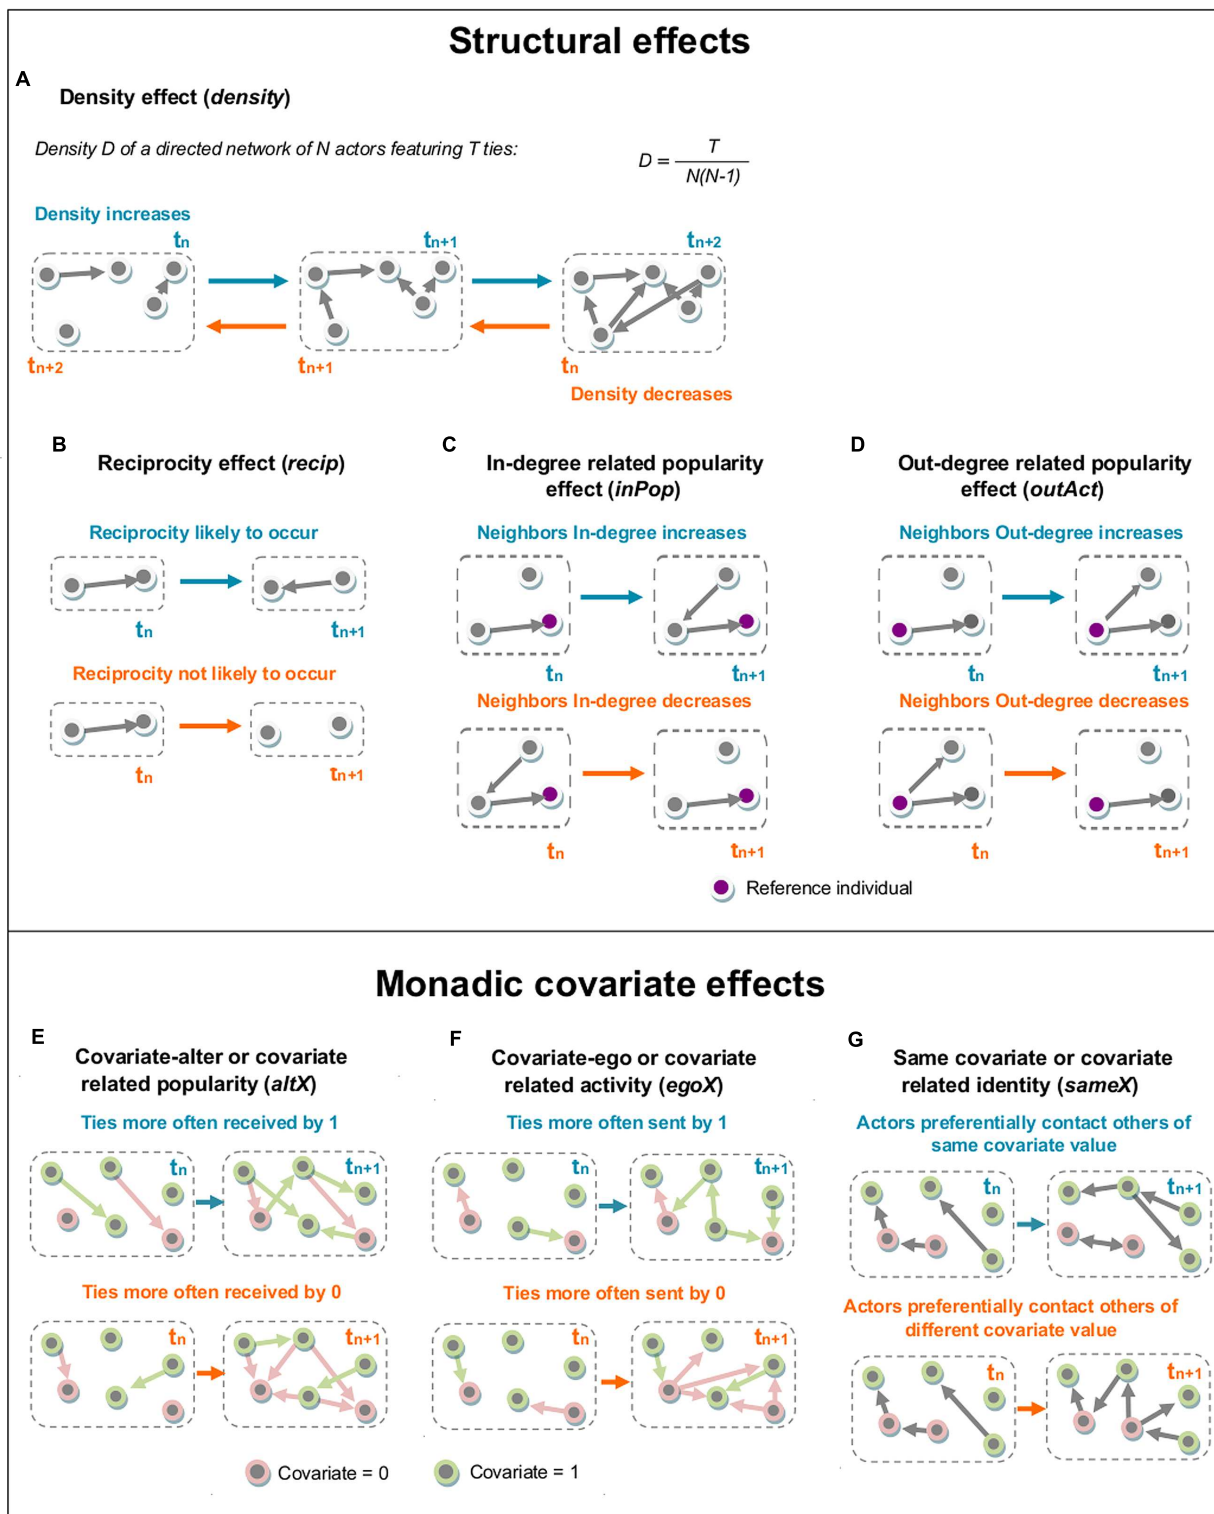 Structural effects
A
Density effect (density)
Density D of a directed network of N actors featuring T ties:
D = T
N(N-1)
Density increases
tn
tn+1
tn+2
tn+2
tn+1
tn
Density decreases
B
Reciprocity effect (recip)
Reciprocity likely to occur
tn
tn+1
Reciprocity not likely to occur
tn
tn+1
C
In-degree related popularity
effect (inPop)
Neighbors In-degree increases
tn
tn+1
Neighbors In-degree decreases
tn
tn+1
D
Out-degree related popularity
effect (outAct)
Neighbors Out-degree increases
tn
tn+1
Neighbors Out-degree decreases
tn
tn+1
Reference individual
Monadic covariate effects
E
Covariate-alter or covariate
related popularity (altX)
Ties more often received by 1
tn
tn+1
Ties more often received by 0
tn
tn+1
F
Covariate-ego or covariate
related activity (egoX)
Ties more often sent by 1
tn
tn+1
Ties more often sent by 0
tn
tn+1
G
Same covariate or covariate
related identity (sameX)
Actors preferentially contact others of
same covariate value
tn
tn+1
Actors preferentially contact others of
different covariate value
tn
tn+1
Covariate = 0
Covariate = 1